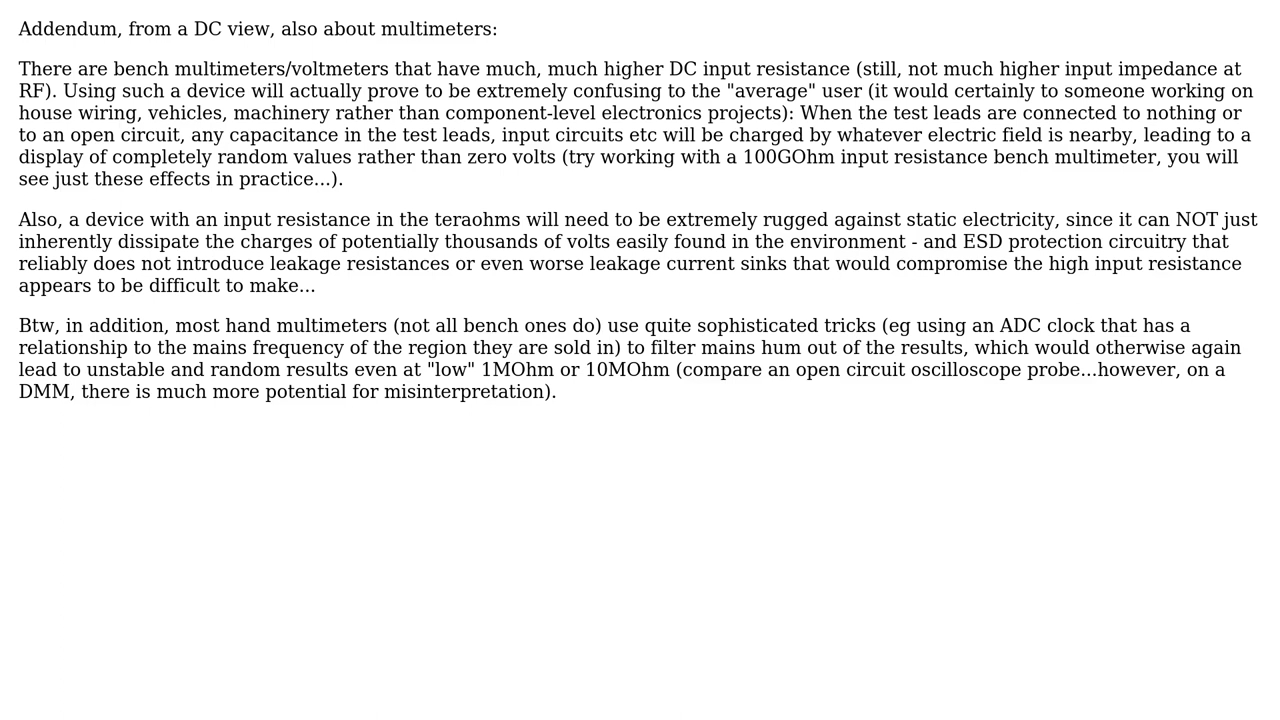 Addendum, from a DC view, also about multimeters:
There are bench multimeters/voltmeters that have much, much higher DC input resistance (still, not much higher input impedance at
RF). Using such a device will actually prove to be extremely confusing to the "average" user (it would certainly to someone working on
house wiring, vehicles, machinery rather than component-level electronics projects): When the test leads are connected to nothing or
to an open circuit, any capacitance in the test leads, input circuits etc will be charged by whatever electric field is nearby, leading to a
display of completely random values rather than zero volts (try working with a 100GOhm input resistance bench multimeter, you will
see just these effects in practice...).
Also, a device with an input resistance in the teraohms will need to be extremely rugged against static electricity, since it can NOT just
inherently dissipate the charges of potentially thousands of volts easily found in the environment - and ESD protection circuitry that
reliably does not introduce leakage resistances or even worse leakage current sinks that would compromise the high input resistance
appears to be difficult to make...
Btw, in addition, most hand multimeters (not all bench ones do) use quite sophisticated tricks (eg using an ADC clock that has a
relationship to the mains frequency of the region they are sold in) to filter mains hum out of the results, which would otherwise again
lead to unstable and random results even at "low" 1MOhm or 10MOhm (compare an open circuit oscilloscope probe...however, on a
DMM, there is much more potential for misinterpretation).